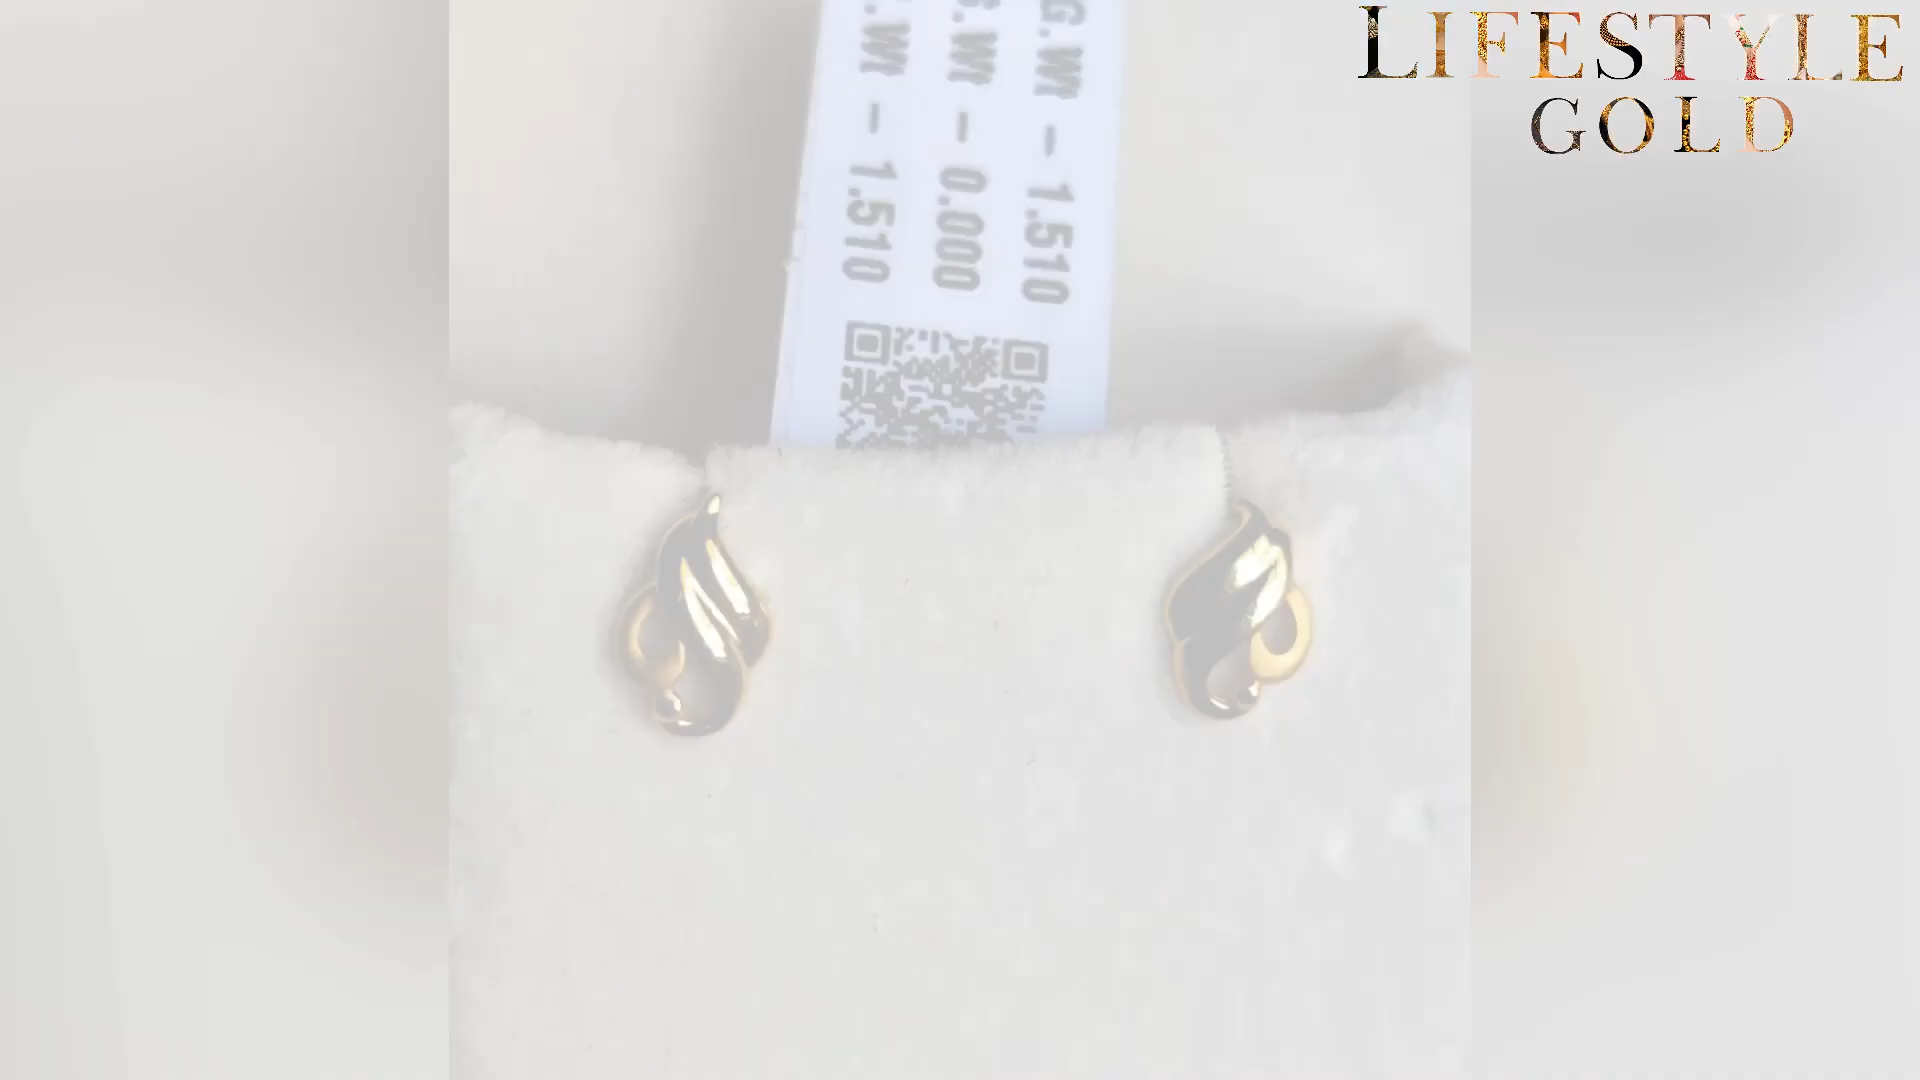 LIFESTYLE
GOLD
G.Wt - 1.510
.Wt - 0.000
.Wt - 1.510